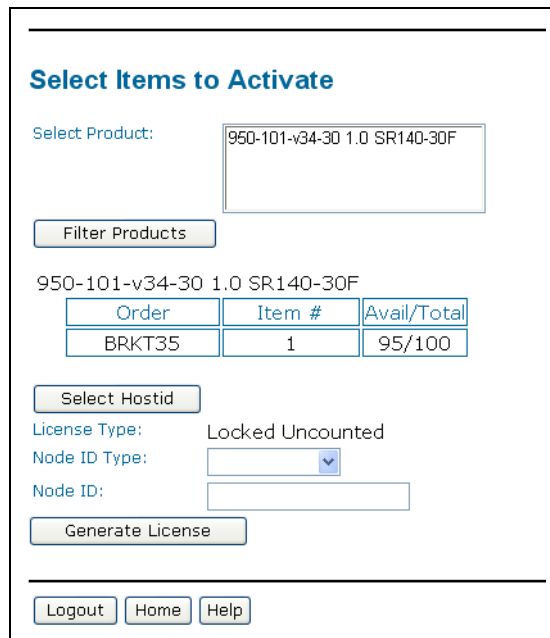 Select Items to Activate
Select Product:
950-101-v34-30 1.0 SR140-30F
Filter Products
950-101-v34-30 1.0 SR140-30F
Order Item # Avail/Total
BRKT35 1 95/100
Select Hostid
License Type: Locked Uncounted
Node ID Type:
Node ID:
Generate License
Logout Home Help